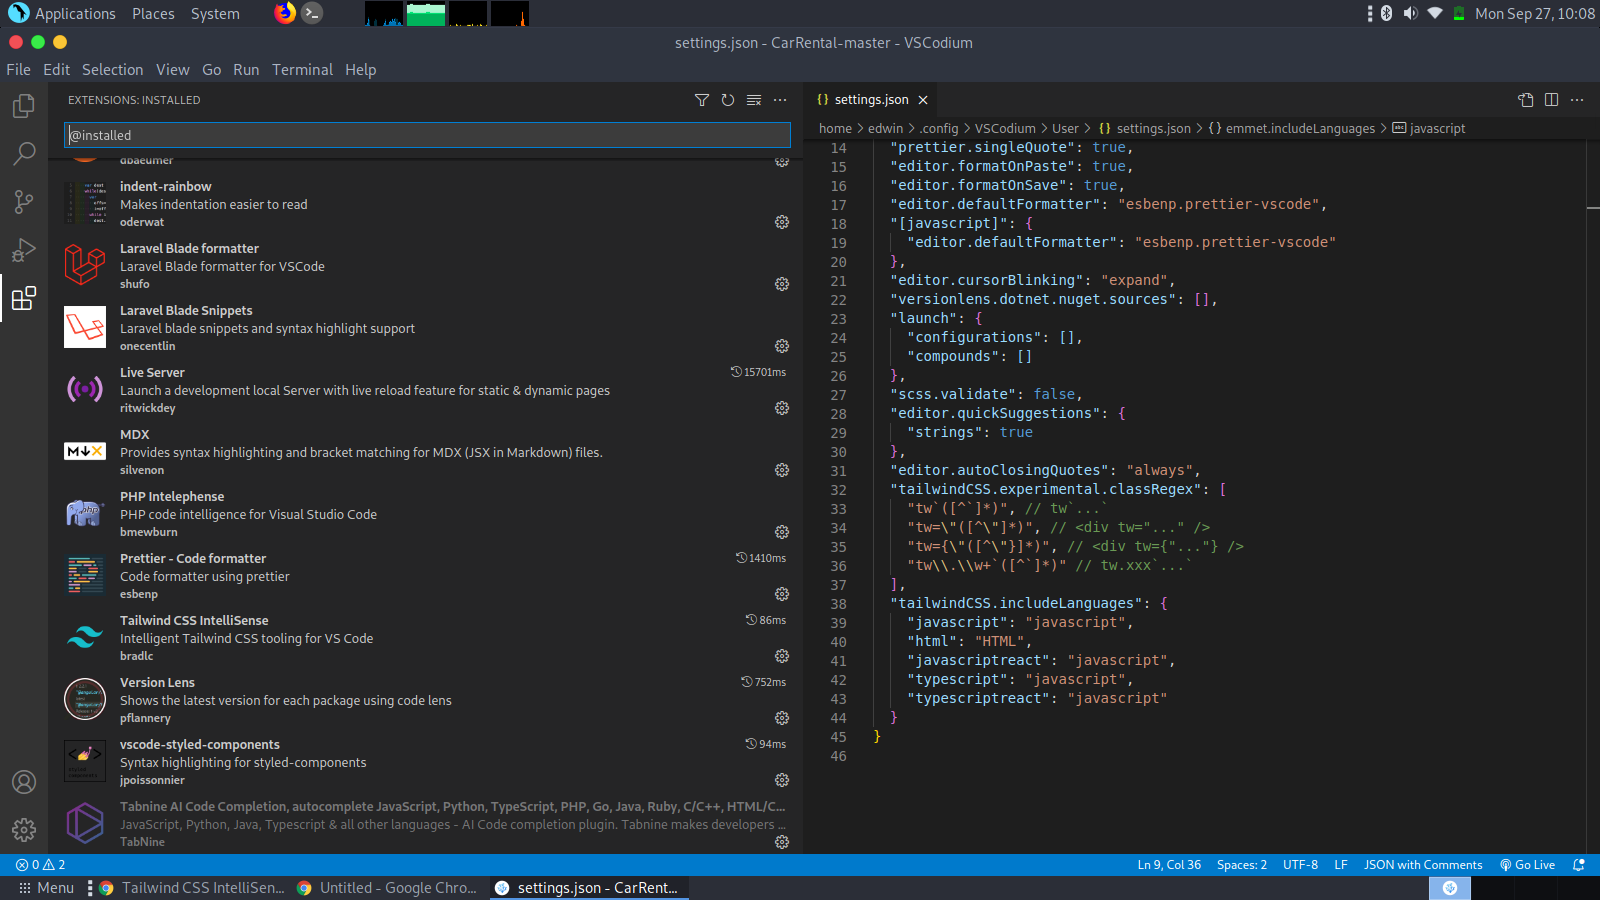 Applications Places System
Mon Sep 27, 10:08
settings.json - CarRental-master - VSCodium
File Edit Selection View Go Run Terminal Help
EXTENSIONS: INSTALLED
@installed
dbaeumer
indent-rainbow
Makes indentation easier to read
oderwat
Laravel Blade formatter
Laravel Blade formatter for VSCode
shufo
Laravel Blade Snippets
Laravel blade snippets and syntax highlight support
onecentlin
Live Server 15701ms
Launch a development local Server with live reload feature for static & dynamic pages
ritwickdey
MDX
Provides syntax highlighting and bracket matching for MDX (JSX in Markdown) files.
silvenon
PHP Intelephense
PHP code intelligence for Visual Studio Code
bmewburn
Prettier - Code formatter 1410ms
Code formatter using prettier
esbenp
Tailwind CSS IntelliSense 86ms
Intelligent Tailwind CSS tooling for VS Code
bradlc
Version Lens 752ms
Shows the latest version for each package using code lens
pflannery
vscode-styled-components 94ms
Syntax highlighting for styled-components
jpoissonnier
Tabnine AI Code Completion, autocomplete JavaScript, Python, TypeScript, PHP, Go, Java, Ruby, C/C++, HTML/C...
JavaScript, Python, Java, Typescript & all other languages - AI Code completion plugin. Tabnine makes developers ...
TabNine
{} settings.json ×
home > edwin > .config > VSCodium > User > {} settings.json > {} emmet.includeLanguages > javascript
14 "prettier.singleQuote": true,
15 "editor.formatOnPaste": true,
16 "editor.formatOnSave": true,
17 "editor.defaultFormatter": "esbenp.prettier-vscode",
18 "[javascript]": {
19 "editor.defaultFormatter": "esbenp.prettier-vscode"
20 },
21 "editor.cursorBlinking": "expand",
22 "versionlens.dotnet.nuget.sources": [],
23 "launch": {
24 "configurations": [],
25 "compounds": []
26 },
27 "scss.validate": false,
28 "editor.quickSuggestions": {
29 "strings": true
30 },
31 "editor.autoClosingQuotes": "always",
32 "tailwindCSS.experimental.classRegex": [
33 "tw`([^`]*)", // tw`...`
34 "tw=\"([^\"]*)", // <div tw="..." />
35 "tw={\"([^\"}]*)", // <div tw={"..."} />
36 "tw\\.\\w+`([^`]*)" // tw.xxx`...`
37 ],
38 "tailwindCSS.includeLanguages": {
39 "javascript": "javascript",
40 "html": "HTML",
41 "javascriptreact": "javascript",
42 "typescript": "javascript",
43 "typescriptreact": "javascript"
44 }
45 }
46
0 2 Ln 9, Col 36 Spaces: 2 UTF-8 LF JSON with Comments Go Live
Menu Tailwind CSS IntelliSen... Untitled - Google Chro... settings.json - CarRent...